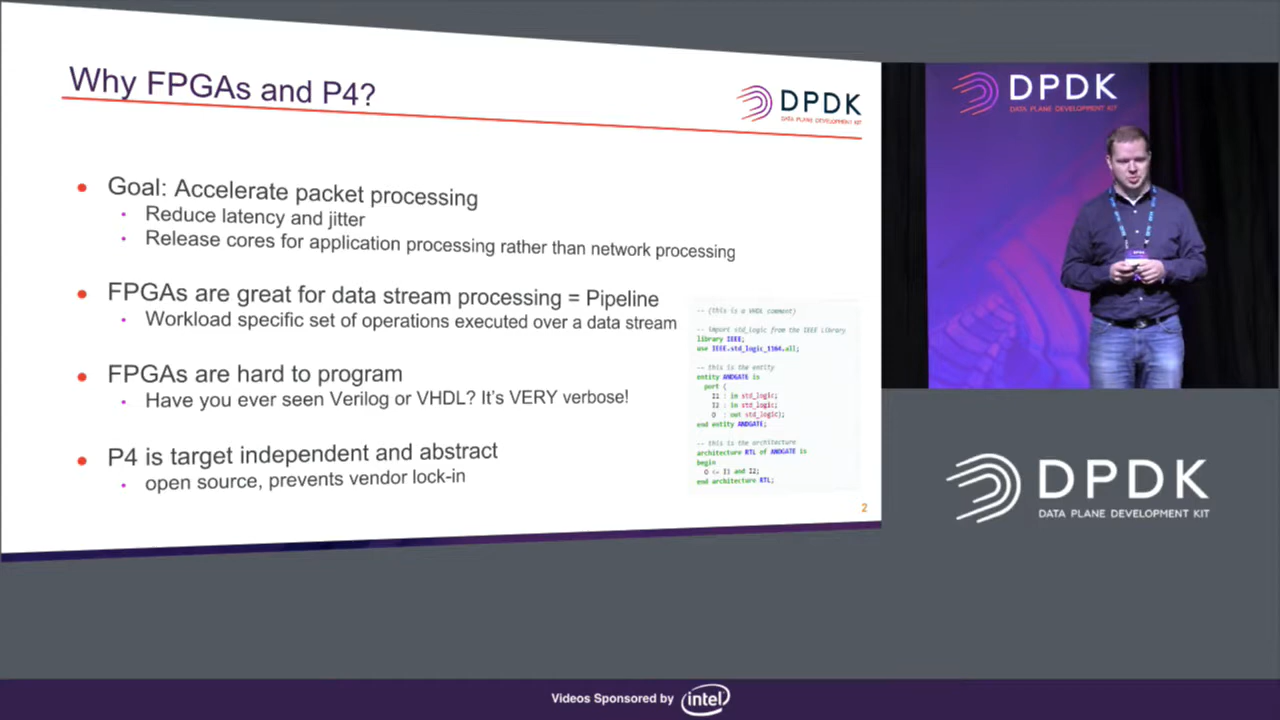 Why FPGAs and P4?
DPDK
DATA PLANE DEVELOPMENT KIT
• Goal: Accelerate packet processing
• Reduce latency and jitter
• Release cores for application processing rather than network processing
• FPGAs are great for data stream processing = Pipeline
• Workload specific set of operations executed over a data stream
• FPGAs are hard to program
• Have you ever seen Verilog or VHDL? It's VERY verbose!
• P4 is target independent and abstract
• open source, prevents vendor lock-in
-- (this is a VHDL comment)
-- import std_logic from the IEEE library
library IEEE;
use IEEE.std_logic_1164.all;
-- this is the entity
entity ANDGATE is
port (
I1 : in std_logic;
I2 : in std_logic;
O : out std_logic);
end entity ANDGATE;
-- this is the architecture
architecture RTL of ANDGATE is
begin
O <= I1 and I2;
end architecture RTL;
2
DPDK
DATA PLANE DEVELOPMENT KIT
DPDK
DPDK
DATA PLANE DEVELOPMENT KIT
Videos Sponsored by intel